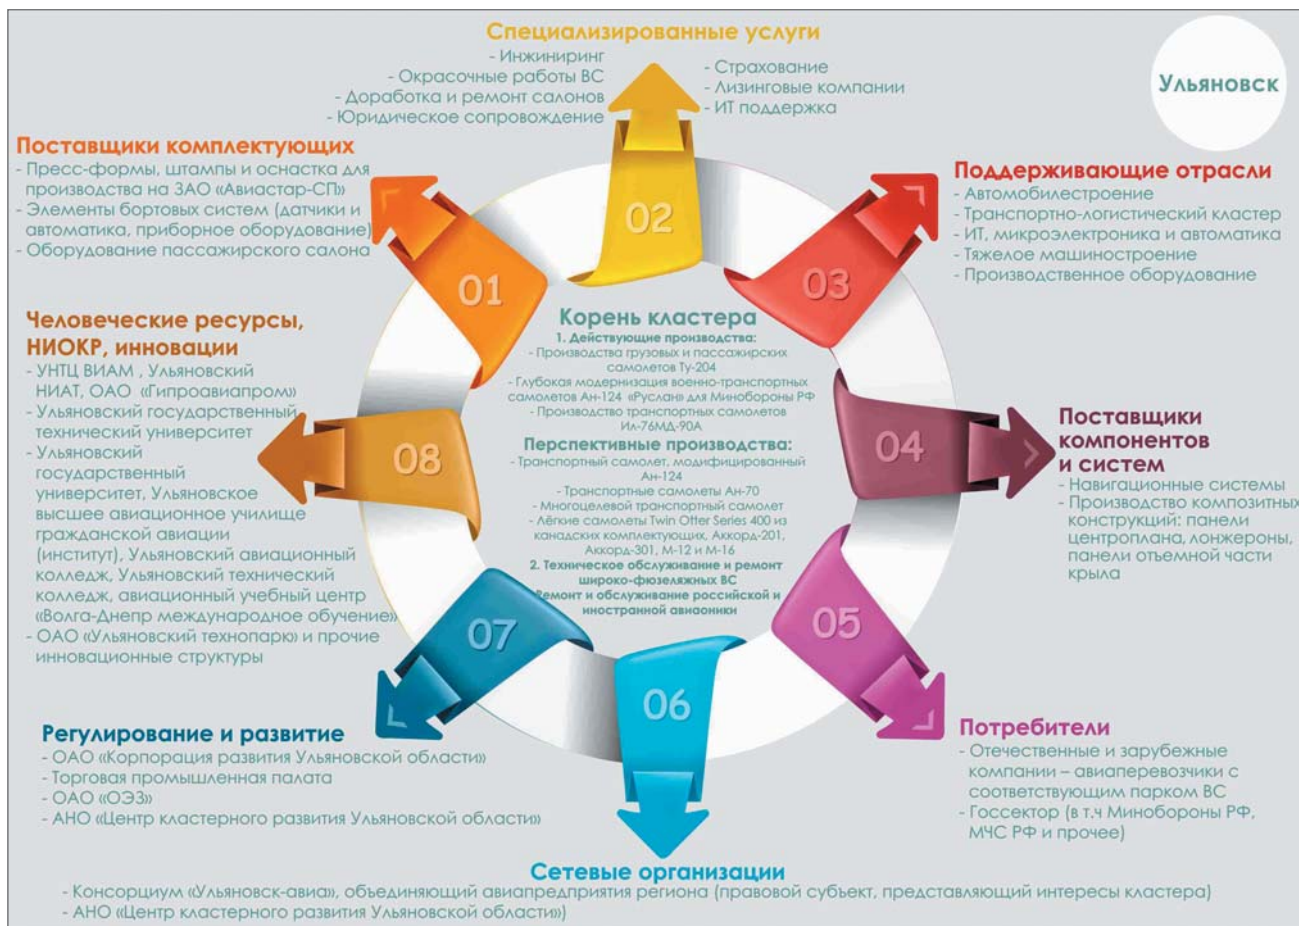 Специализированные услуги
- Инжиниринг
- Окрасочные работы ВС
- Доработка и ремонт салонов
- Юридическое сопровождение
- Страхование
- Лизинговые компании
- ИТ поддержка
Ульяновск
Поставщики комплектующих
- Пресс-формы, штампы и оснастка для
производства на ЗАО «Авиастар-СП»
- Элементы бортовых систем (датчики и
автоматика, приборное оборудование)
- Оборудование пассажирского салона
Поддерживающие отрасли
- Автомобилестроение
- Транспортно-логистический кластер
- ИТ, микроэлектроника и автоматика
- Тяжелое машиностроение
- Производственное оборудование
01
02
03
04
05
06
07
08
Корень кластера
1. Действующие производства:
- Производства грузовых и пассажирских
самолетов Ту-204
- Глубокая модернизация военно-транспортных
самолетов Ан-124 «Руслан» для Минобороны РФ
- Производство транспортных самолетов
Ил-76МД-90А
Перспективные производства:
- Транспортный самолет, модифицированный
Ан-124
- Транспортные самолеты Ан-70
- Многоцелевой транспортный самолет
- Лёгкие самолеты Twin Otter Series 400 из
канадских комплектующих, Аккорд-201,
Аккорд-301, М-12 и М-16
2. Техническое обслуживание и ремонт
широко-фюзеляжных ВС
Ремонт и обслуживание российской и
иностранной авиаоники
Человеческие ресурсы,
НИОКР, инновации
- УНТЦ ВИАМ , Ульяновский
НИАТ, ОАО «Гипроавиапром»
- Ульяновский государственный
технический университет
- Ульяновский
государственный
университет, Ульяновское
высшее авиационное училище
гражданской авиации
(институт), Ульяновский авиационный
колледж, Ульяновский технический
колледж, авиационный учебный центр
«Волга-Днепр международное обучение»
- ОАО «Ульяновский технопарк» и прочие
инновационные структуры
Поставщики
компонентов
и систем
- Навигационные системы
- Производство композитных
конструкций: панели
центроплана, лонжероны,
панели отъемной части
крыла
Регулирование и развитие
- ОАО «Корпорация развития Ульяновской области»
- Торговая промышленная палата
- ОАО «ОЭЗ»
- АНО «Центр кластерного развития Ульяновской области»
Потребители
- Отечественные и зарубежные
компании – авиаперевозчики с
соответствующим парком ВС
- Госсектор (в т.ч Минобороны РФ,
МЧС РФ и прочее)
Сетевые организации
- Консорциум «Ульяновск-авиа», объединяющий авиапредприятия региона (правовой субъект, представляющий интересы кластера)
- АНО «Центр кластерного развития Ульяновской области»)